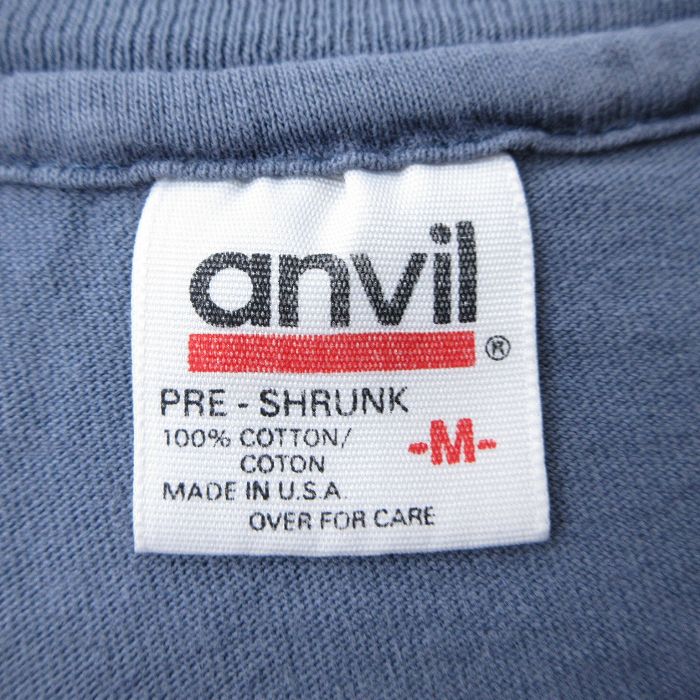 anvil
®
PRE - SHRUNK
100% COTTON/
COTON
-M-
MADE IN U.S.A.
OVER FOR CARE